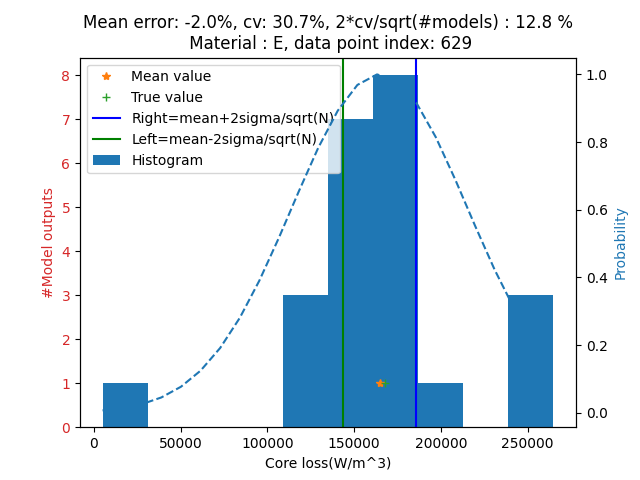 Mean error: -2.0%, cv: 30.7%, 2*cv/sqrt(#models) : 12.8 %
Material : E, data point index: 629
Mean value
True value
Right=mean+2sigma/sqrt(N)
Left=mean-2sigma/sqrt(N)
Histogram
#Model outputs
8
7
6
5
4
3
2
1
0
1.0
0.8
0.6
0.4
0.2
0.0
Probability
0 50000 100000 150000 200000 250000
Core loss(W/m^3)